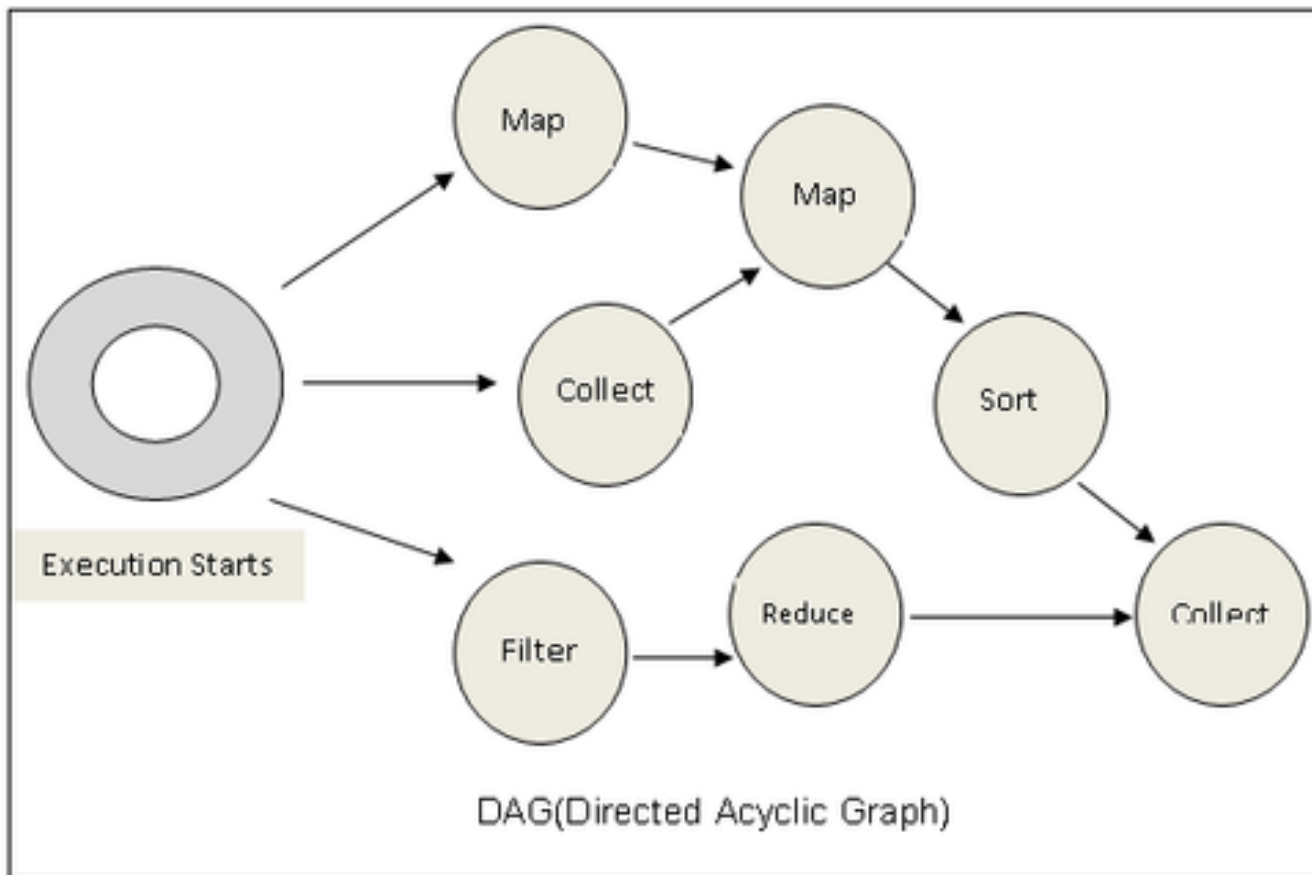 Map
Map
Collect
Sort
Execution Starts
Filter
Reduce
Collect
DAG(Directed Acyclic Graph)